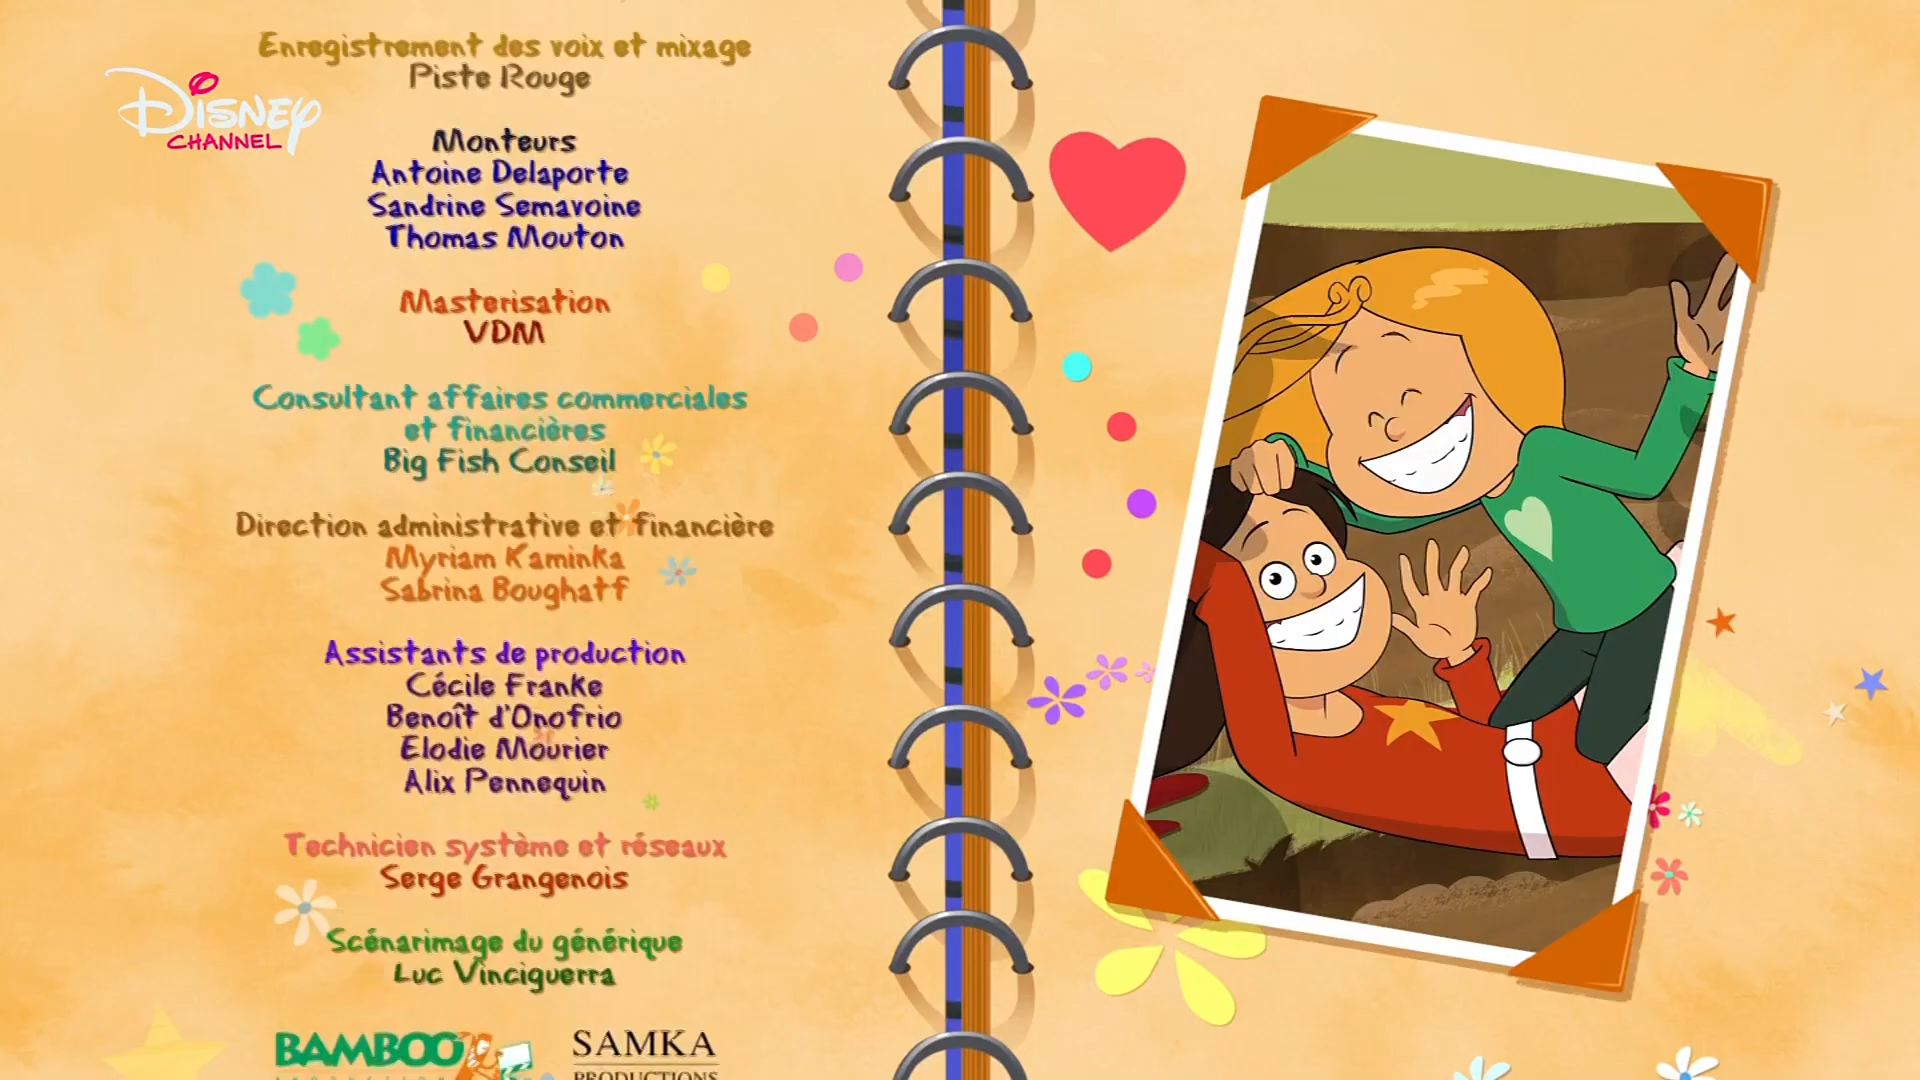 Enregistrement des voix et mixage
Piste Rouge
DISNEY
CHANNEL
Monteurs
Antoine Delaporte
Sandrine Semavoine
Thomas Mouton
Masterisation
VDM
Consultant affaires commerciales
et financières
Big Fish Conseil
Direction administrative et financière
Myriam Kaminka
Sabrina Boughatf
Assistants de production
Cécile Franke
Benoît d'Onofrio
Elodie Mourier
Alix Pennequin
Technicien système et réseaux
Serge Grangenois
Scénarimage du générique
Luc Vinciguerra
BAMBOO
SAMKA
PRODUCTIONS